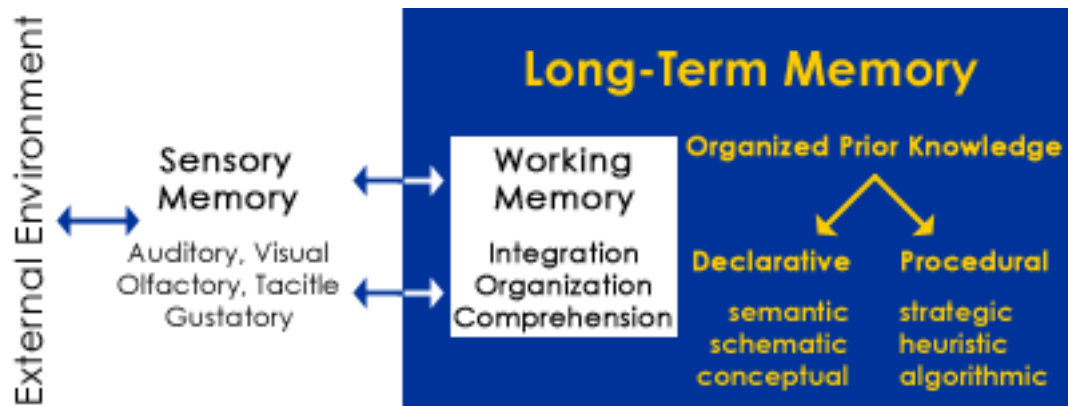 External Environment
Sensory
Memory
Auditory, Visual
Olfactory, Tacitle
Gustatory
Long-Term Memory
Working
Memory
Integration
Organization
Comprehension
Organized Prior Knowledge
Declarative
semantic
schematic
conceptual
Procedural
strategic
heuristic
algorithmic